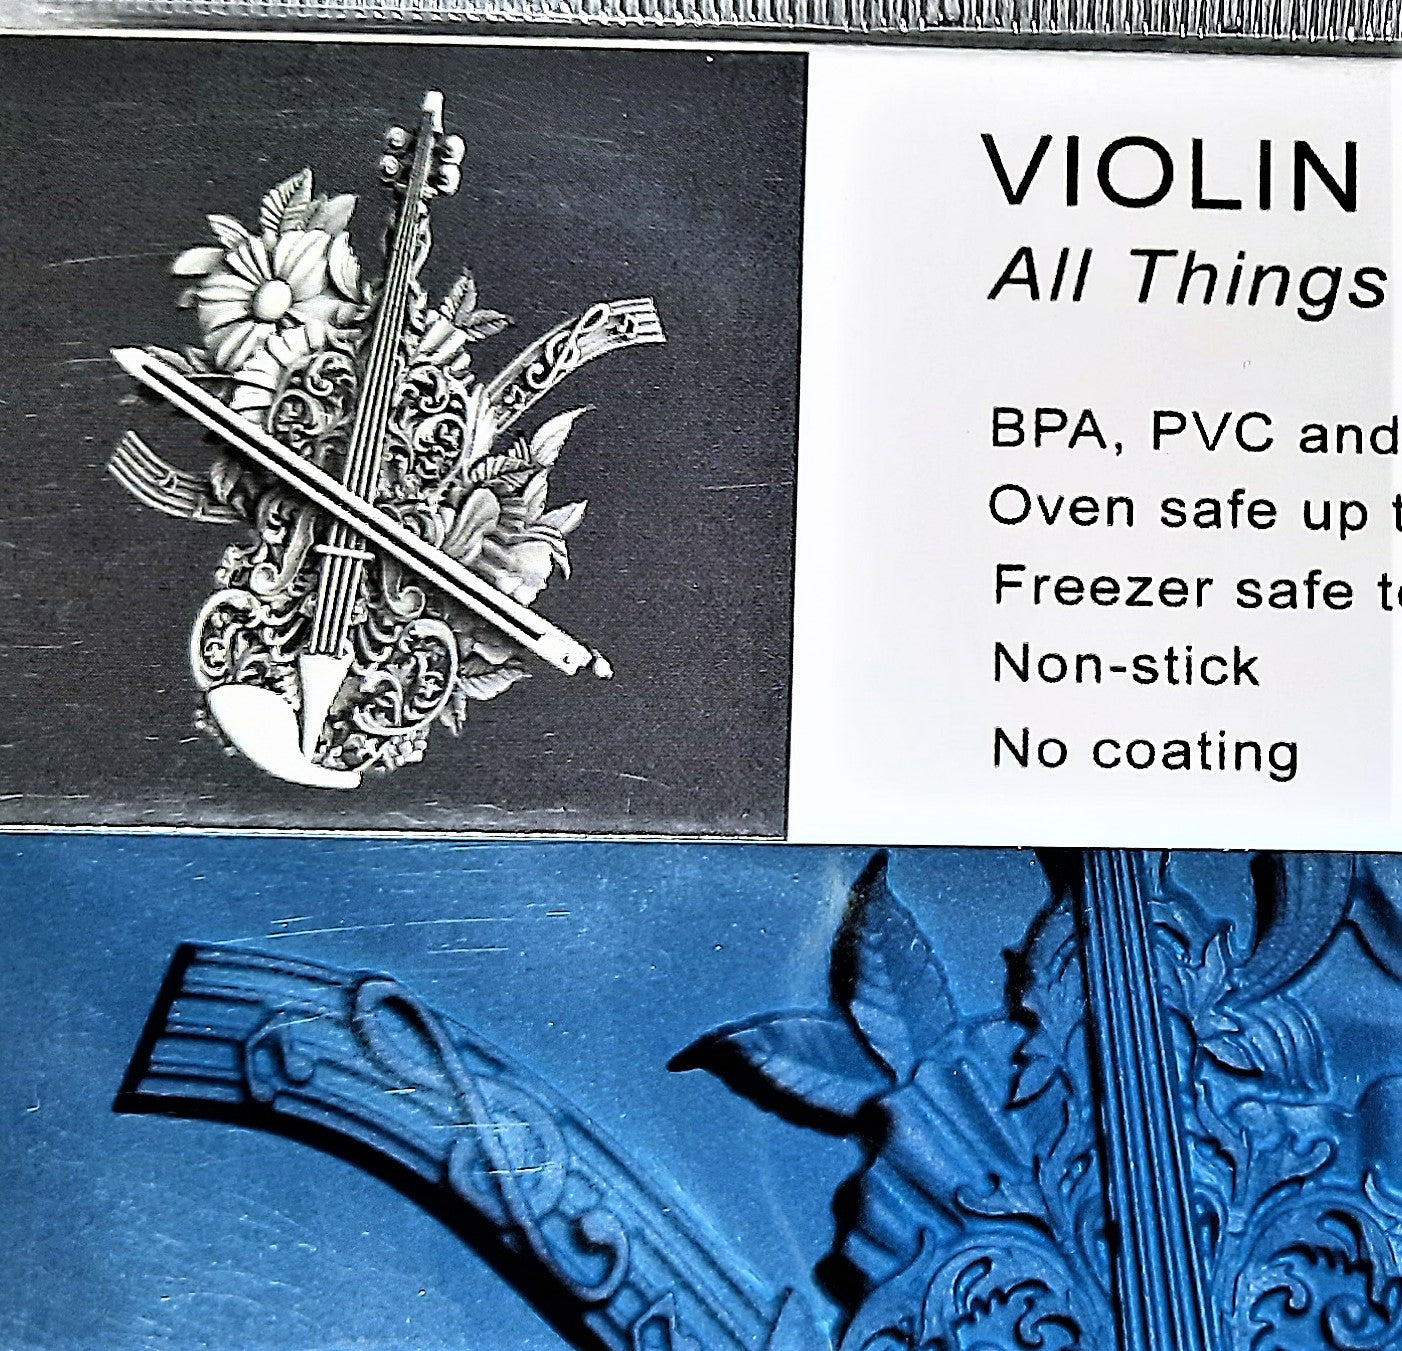 VIOLIN
All Things
BPA, PVC and
Oven safe up
Freezer safe
Non-stick
No coating